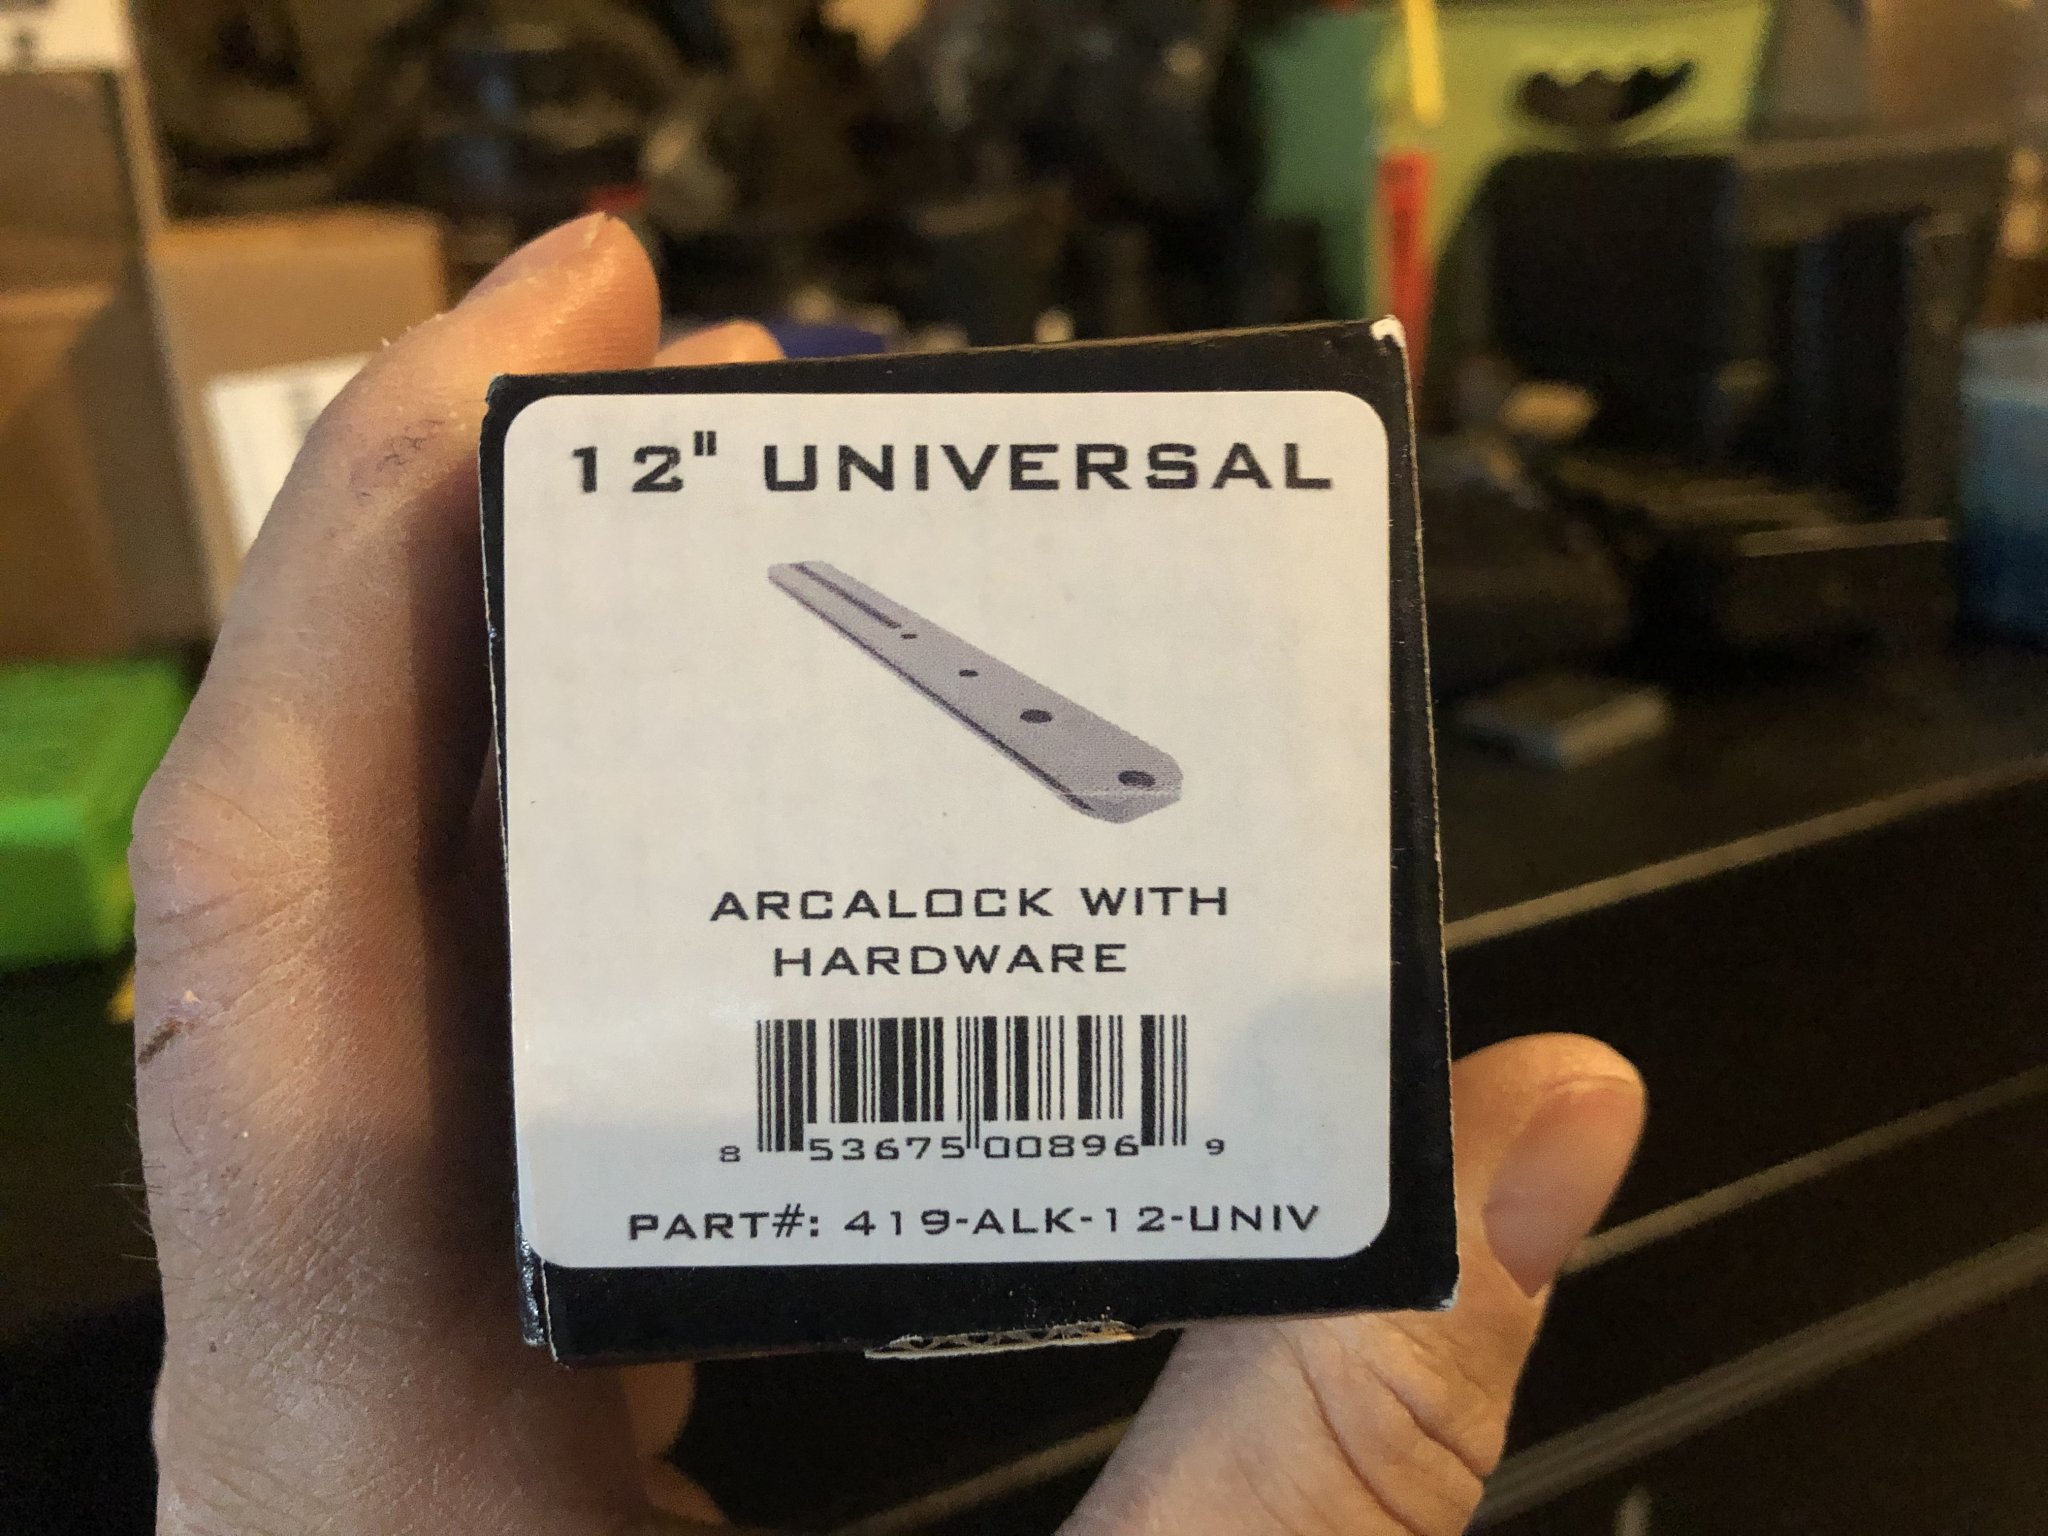 12" UNIVERSAL
ARCALOCK WITH
HARDWARE
8 53675 00896 9
PART#: 419-ALK-12-UNIV